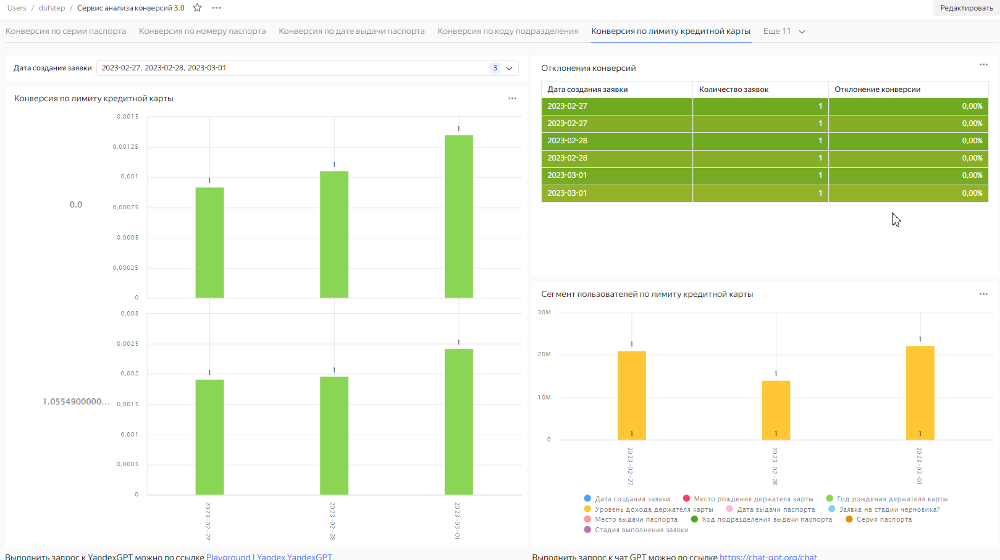 Users / dufstep / Сервис анализа конверсий 3.0
Редактировать
Конверсия по серии паспорта Конверсия по номеру паспорта Конверсия по дате выдачи паспорта Конверсия по коду подразделения Конверсия по лимиту кредитной карты Еще 11
Дата создания заявки 2023-02-27, 2023-02-28, 2023-03-01 3
Конверсия по лимиту кредитной карты
0,0015
0,00125
0,001
0,00075
0,0005
0,00025
0
0.0
1
1
1
0,003
0,0025
0,002
0,0015
0,001
0,0005
0
1.0554900000...
1
1
1
2023-02-27
2023-02-28
2023-03-01
Отклонения конверсий
Дата создания заявки Количество заявок Отклонение конверсии
2023-02-27 1 0,00%
2023-02-27 1 0,00%
2023-02-28 1 0,00%
2023-02-28 1 0,00%
2023-03-01 1 0,00%
2023-03-01 1 0,00%
Сегмент пользователей по лимиту кредитной карты
30M
20M
10M
0
1
1
1
1
1
1
2023-02-27
2023-02-28
2023-03-01
Дата создания заявки Место рождения держателя карты Год рождения держателя карты
Уровень дохода держателя карты Дата выдачи паспорта Заявка на стадии черновика?
Место выдачи паспорта Код подразделения выдачи паспорта Серия паспорта
Стадия выполнения заявки
Выполнить запрос к YandexGPT можно по ссылке Playground | Yandex YandexGPT
Выполнить запрос к чат GPT можно по ссылке https://chat-gpt.org/chat